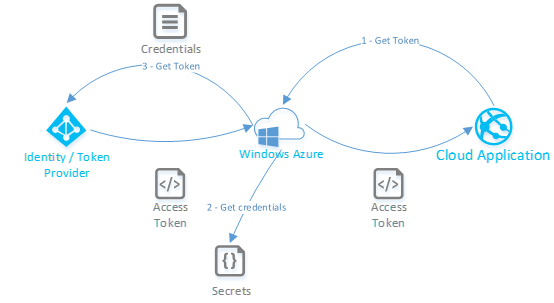 Credentials
1 - Get Token
3 - Get Token
Identity / Token
Provider
Windows Azure
Cloud Application
Access
Token
2 - Get credentials
Access
Token
Secrets